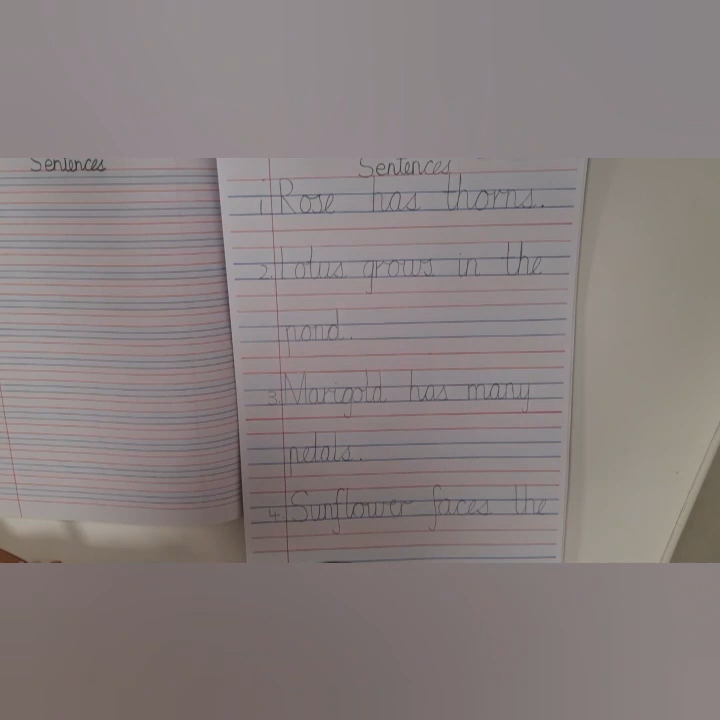 Sentences
Sentences
1. Rose has thorns.
2. Lotus grows in the
pond.
3. Marigold has many
petals.
4. Sunflower faces the